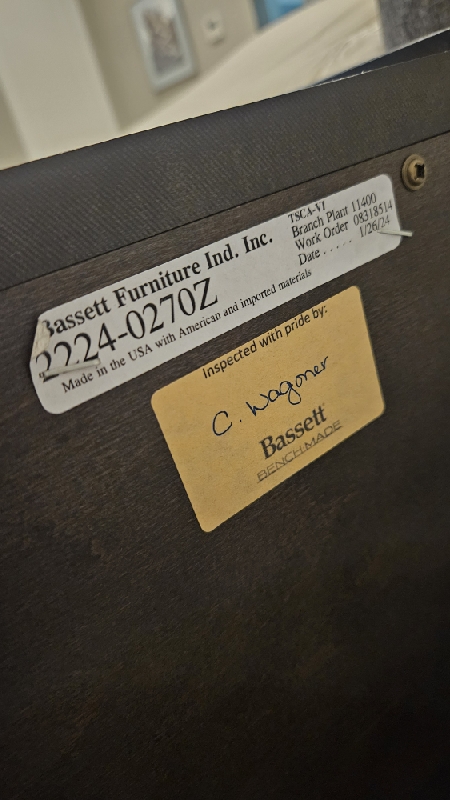 Bassett Furniture Ind. Inc.
2224-0270Z
Made in the USA with American and imported materials
TSCA-VI
Branch Plant 11400
Work Order 08318514
Date ..... 1/26/24
Inspected with pride by:
C. Wagoner
Bassett
BENCHMADE